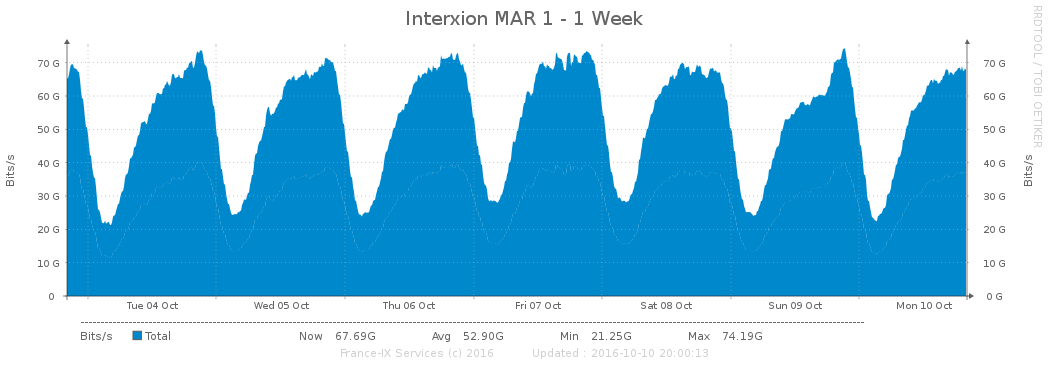 Interxion MAR 1 - 1 Week
RRDTOOL / TOBI OETIKER
Bits/s
70 G
60 G
50 G
40 G
30 G
20 G
10 G
0
70 G
60 G
50 G
40 G
30 G
20 G
10 G
0 G
Bits/s
Tue 04 Oct Wed 05 Oct Thu 06 Oct Fri 07 Oct Sat 08 Oct Sun 09 Oct Mon 10 Oct
Bits/s Total Now 67.69G Avg 52.90G Min 21.25G Max 74.19G
France-IX Services (c) 2016 Updated : 2016-10-10 20:00:13